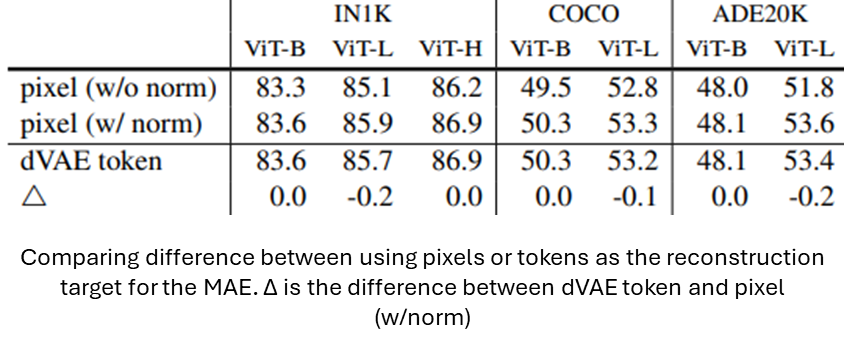 IN1K COCO ADE20K
ViT-B ViT-L ViT-H ViT-B ViT-L ViT-B ViT-L
pixel (w/o norm) 83.3 85.1 86.2 49.5 52.8 48.0 51.8
pixel (w/ norm) 83.6 85.9 86.9 50.3 53.3 48.1 53.6
dVAE token 83.6 85.7 86.9 50.3 53.2 48.1 53.4
△ 0.0 -0.2 0.0 0.0 -0.1 0.0 -0.2
Comparing difference between using pixels or tokens as the reconstruction
target for the MAE. Δ is the difference between dVAE token and pixel
(w/norm)